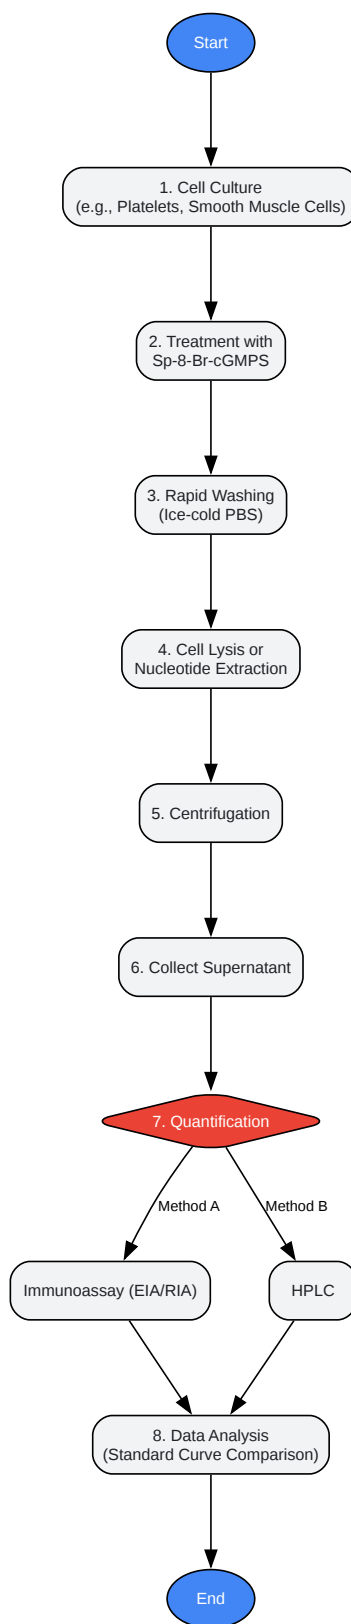 Start
1. Cell Culture
(e.g., Platelets, Smooth Muscle Cells)
2. Treatment with
Sp-8-Br-cGMPS
3. Rapid Washing
(Ice-cold PBS)
4. Cell Lysis or
Nucleotide Extraction
5. Centrifugation
6. Collect Supernatant
7. Quantification
Method A
Method B
Immunoassay (EIA/RIA)
HPLC
8. Data Analysis
(Standard Curve Comparison)
End